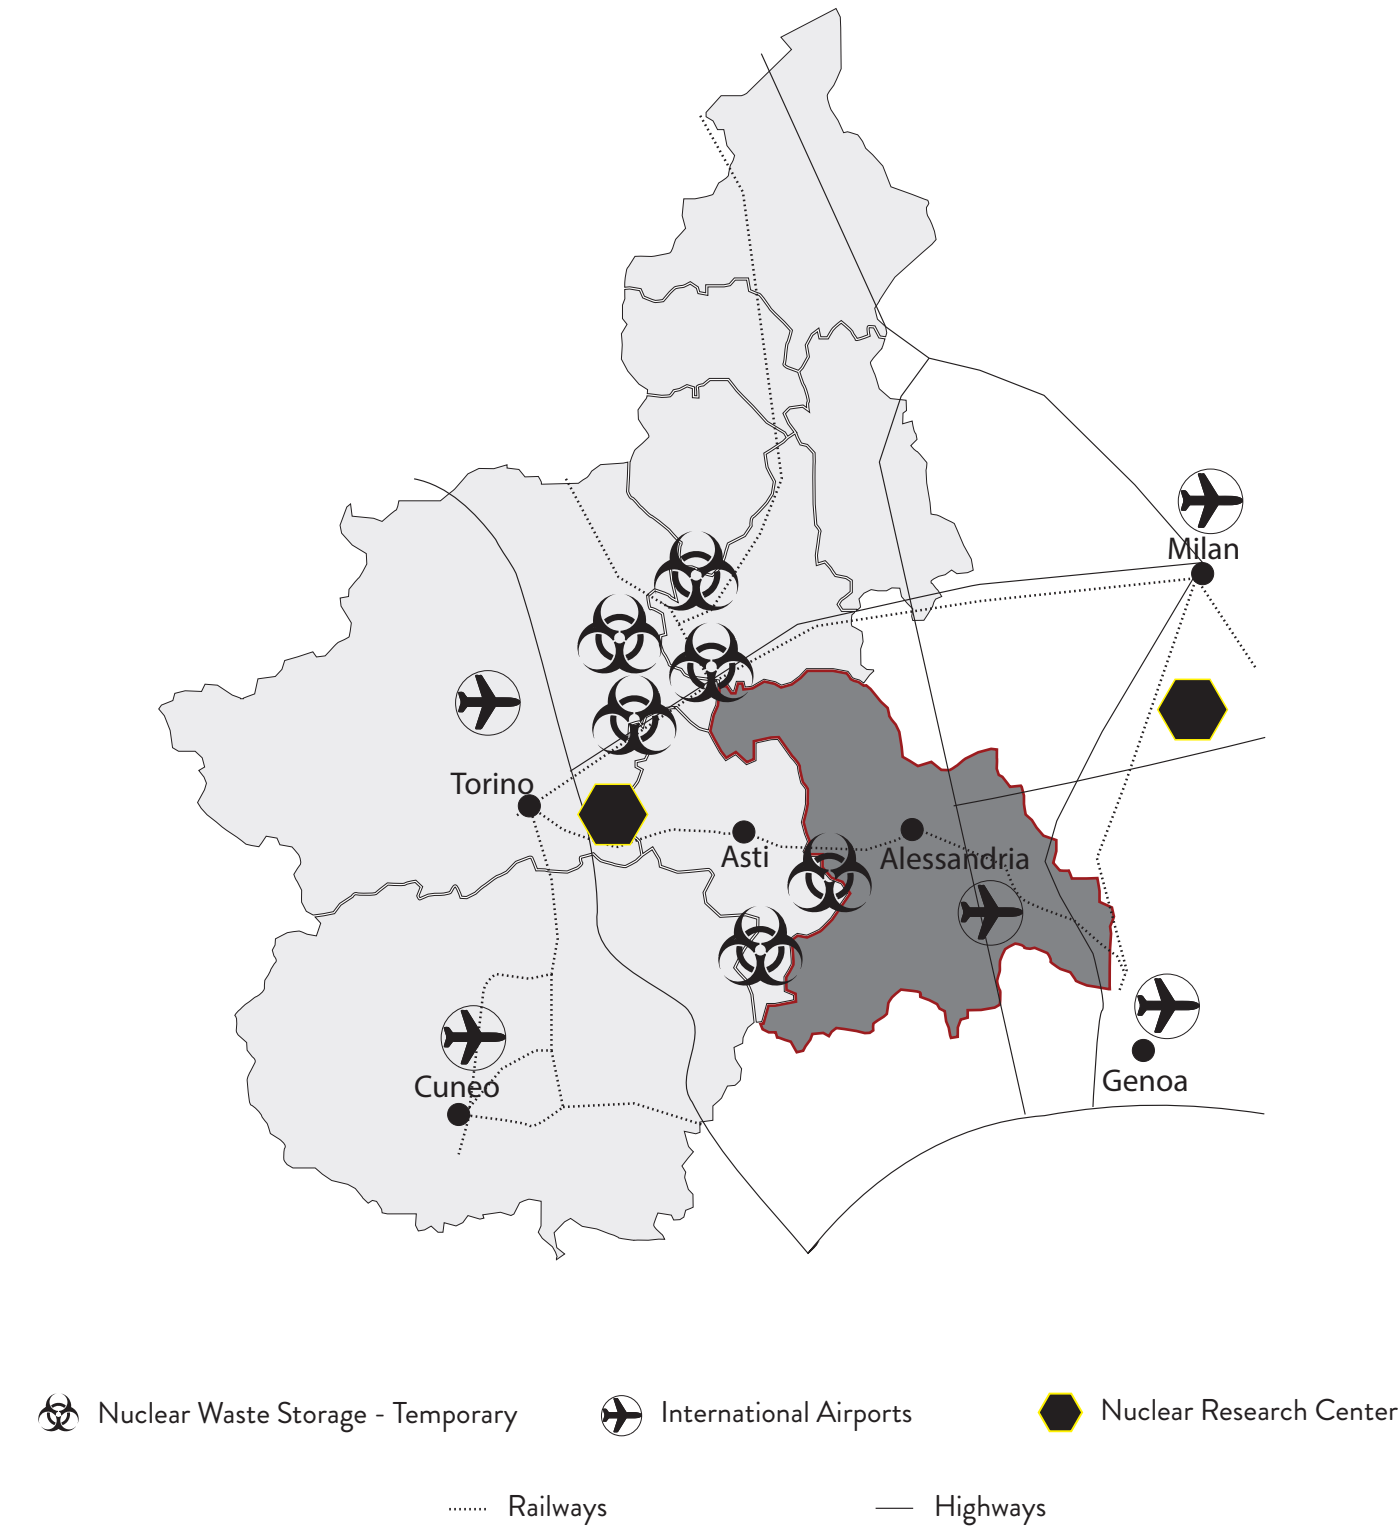 Milan
Torino
Asti
Alessandria
Cuneo
Genoa
Nuclear Waste Storage - Temporary
International Airports
Nuclear Research Center
Railways
Highways